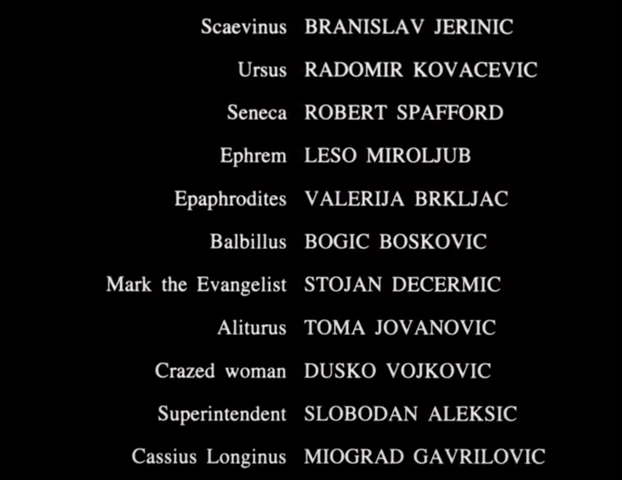 Scaevinus BRANISLAV JERINIC
Ursus RADOMIR KOVACEVIC
Seneca ROBERT SPAFFORD
Ephrem LESO MIROLJUB
Epaphrodites VALERIJA BRKLJAC
Balbillus BOGIC BOSKOVIC
Mark the Evangelist STOJAN DECERMIC
Aliturus TOMA JOVANOVIC
Crazed woman DUSKO VOJKOVIC
Superintendent SLOBODAN ALEKSIC
Cassius Longinus MIOGRAD GAVRILOVIC